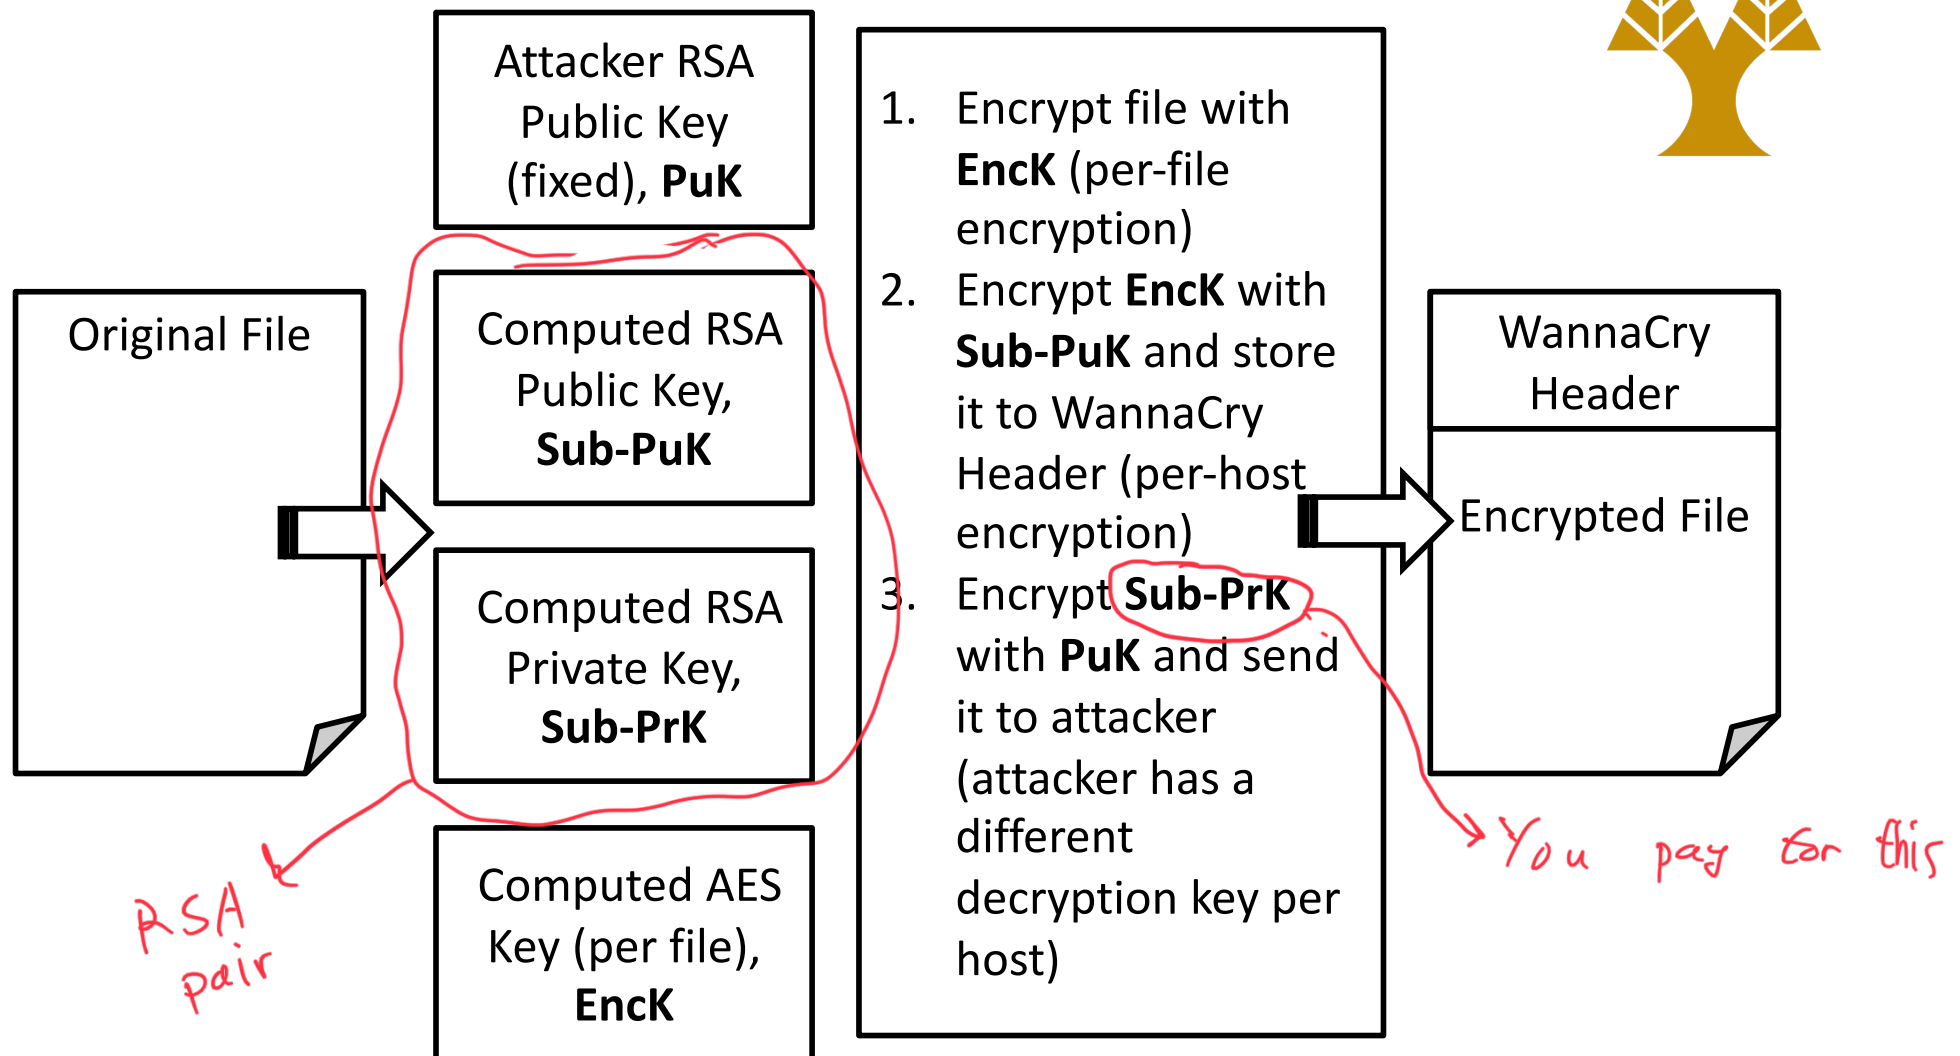 Original File
Attacker RSA
Public Key
(fixed), PuK
Computed RSA
Public Key,
Sub-PuK
Computed RSA
Private Key,
Sub-PrK
Computed AES
Key (per file),
EncK
RSA
pair
1. Encrypt file with
EncK (per-file
encryption)
2. Encrypt EncK with
Sub-PuK and store
it to WannaCry
Header (per-host
encryption)
3. Encrypt Sub-PrK
with PuK and send
it to attacker
(attacker has a
different
decryption key per
host)
WannaCry
Header
Encrypted File
You pay for this